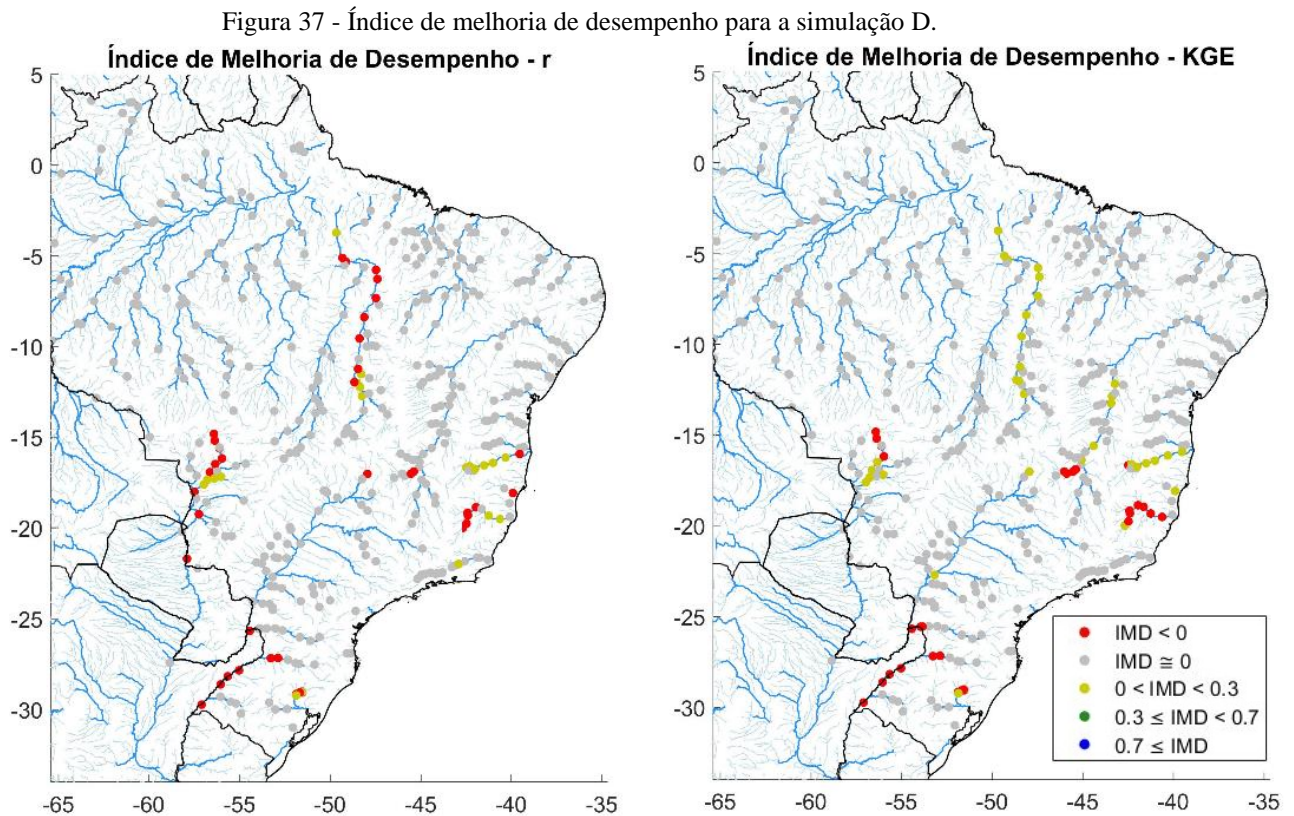 Figura 37 - Índice de melhoria de desempenho para a simulação D.
Índice de Melhoria de Desempenho - r
5
0
-5
-10
-15
-20
-25
-30
-65 -60 -55 -50 -45 -40 -35
Índice de Melhoria de Desempenho - KGE
5
0
-5
-10
-15
-20
-25
-30
-65 -60 -55 -50 -45 -40 -35
IMD < 0
IMD ≅ 0
0 < IMD < 0.3
0.3 ≤ IMD < 0.7
0.7 ≤ IMD